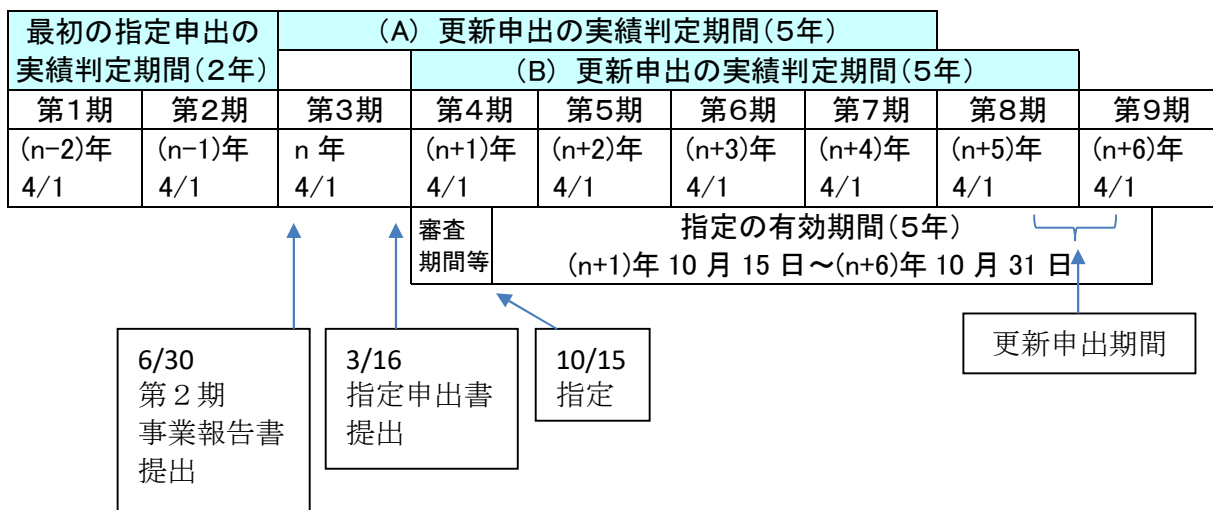 最初の指定申出の
実績判定期間(2年)
(A) 更新申出の実績判定期間(5年)
(B) 更新申出の実績判定期間(5年)
第1期 第2期 第3期 第4期 第5期 第6期 第7期 第8期 第9期
(n-2)年 (n-1)年 n 年 (n+1)年 (n+2)年 (n+3)年 (n+4)年 (n+5)年 (n+6)年
4/1 4/1 4/1 4/1 4/1 4/1 4/1 4/1 4/1
審査
期間等
指定の有効期間(5年)
(n+1)年 10 月 15 日～(n+6)年 10 月 31 日
6/30
第2期
事業報告書
提出
3/16
指定申出書
提出
10/15
指定
更新申出期間